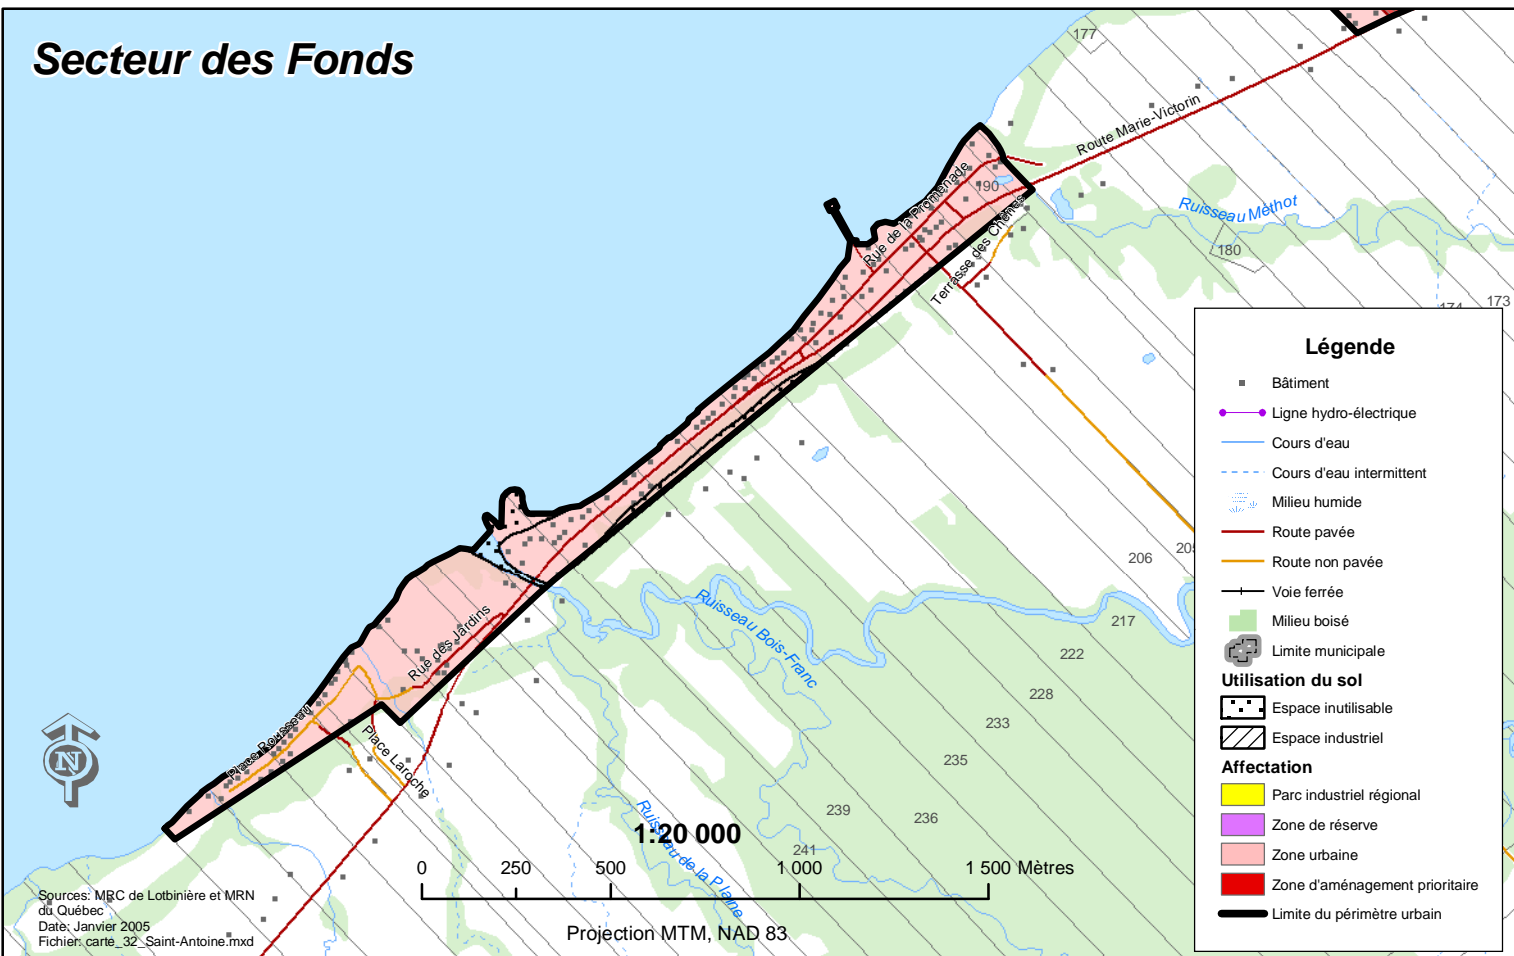 Secteur des Fonds
177
Route Marie-Victorin
190
Rue de la Promenade
Ruisseau Méthot
180
Terrasse des Chênes
173
174
Légende
Bâtiment
Ligne hydro-électrique
Cours d'eau
Cours d'eau intermittent
Milieu humide
Route pavée
Route non pavée
Voie ferrée
Milieu boisé
Limite municipale
Utilisation du sol
Espace inutilisable
Espace industriel
Affectation
Parc industriel régional
Zone de réserve
Zone urbaine
Zone d'aménagement prioritaire
Limite du périmètre urbain
206
205
217
222
228
233
235
239
236
241
Ruisseau Bois-Franc
Rue des Jardins
Place Rousseau
Place Laroche
Ruisseau de la Plaine
N
1:20 000
0 250 500 1 000 1 500 Mètres
Projection MTM, NAD 83
Sources: MRC de Lotbinière et MRN
du Québec
Date: Janvier 2005
Fichier: carte_32_Saint-Antoine.mxd